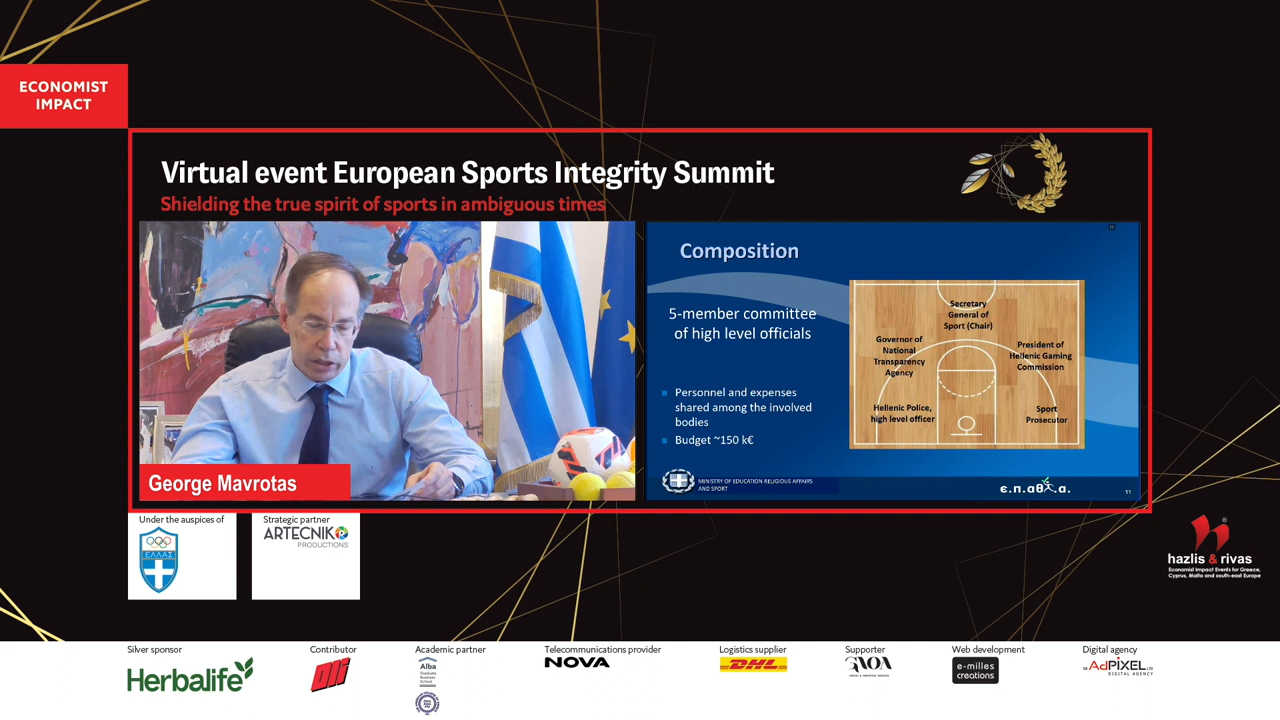 ECONOMIST
IMPACT
Virtual event European Sports Integrity Summit
Shielding the true spirit of sports in ambiguous times
George Mavrotas
Composition
5-member committee
of high level officials
Personnel and expenses
shared among the involved
bodies
Budget ~150 k€
Secretary
General of
Sport (Chair)
Governor of
National
Transparency
Agency
President of
Hellenic Gaming
Commission
Hellenic Police,
high level officer
Sport
Prosecutor
MINISTRY OF EDUCATION RELIGIOUS AFFAIRS
AND SPORT
11
Under the auspices of
ΕΛΛΑΣ
Strategic partner
ARTECNIKO
PRODUCTIONS
hazlis & rivas
Economist Impact Events for Greece,
Cyprus, Malta and south-east Europe
Silver sponsor
Herbalife
Contributor
Academic partner
Alba
Graduate
Business
School
Telecommunications provider
NOVA
Logistics supplier
DHL
Supporter
Web development
e-milles
creations
Digital agency
AdPIXEL LTD
DIGITAL AGENCY